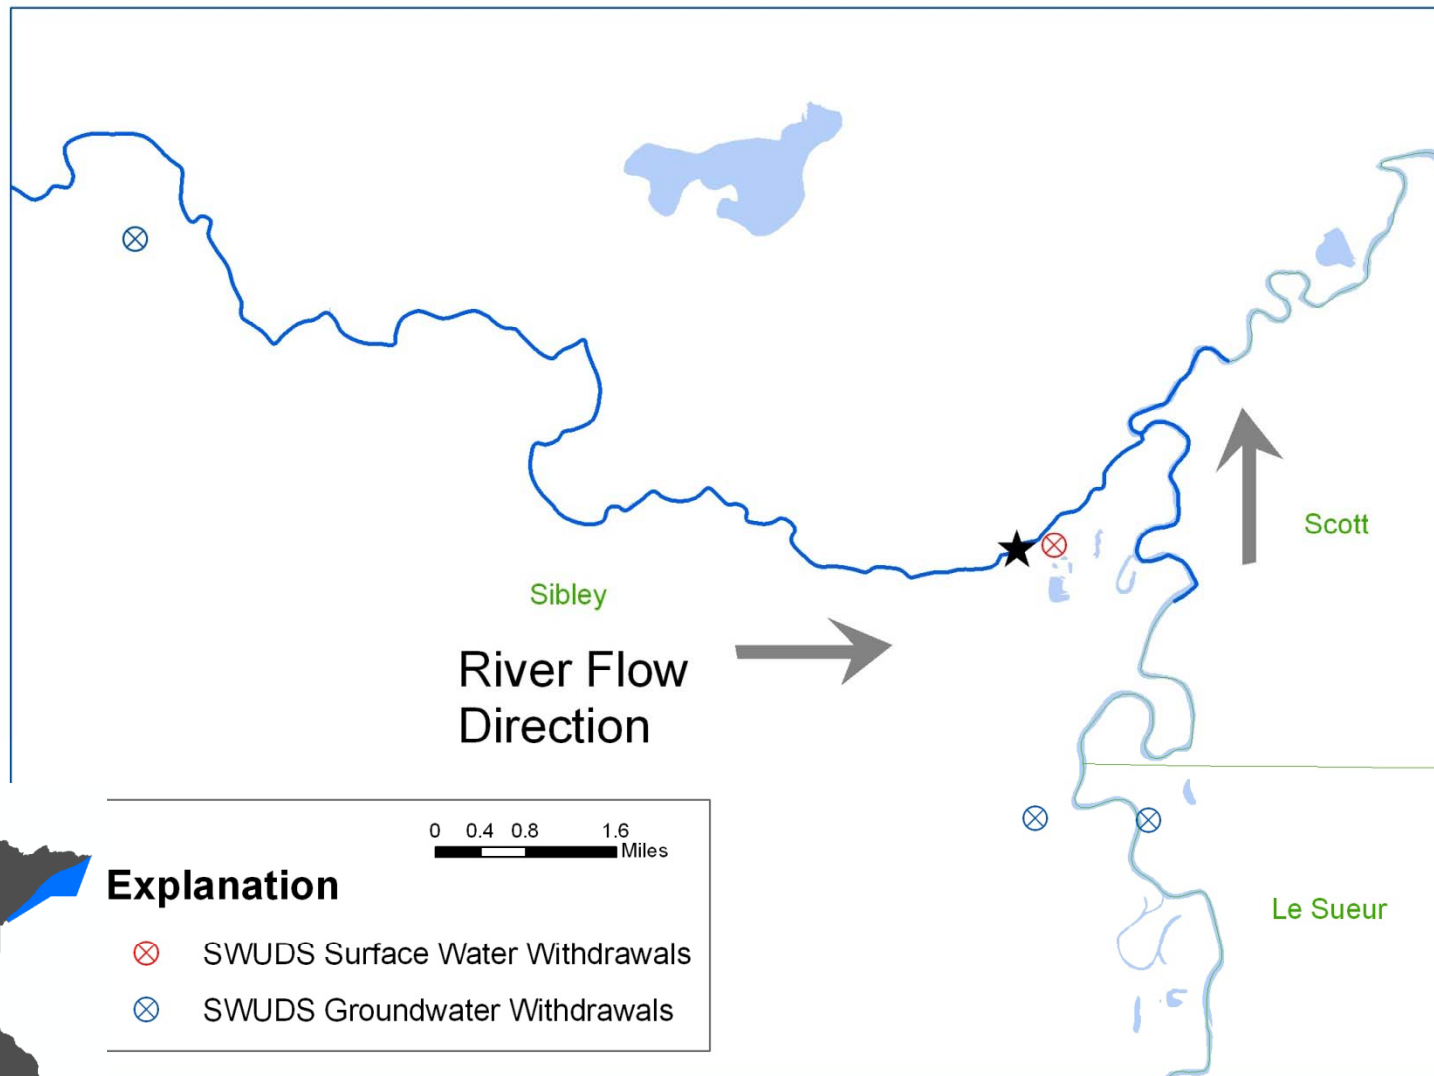 Scott
Sibley
River Flow
Direction
0 0.4 0.8 1.6
Miles
Explanation
Le Sueur
SWUDS Surface Water Withdrawals
SWUDS Groundwater Withdrawals